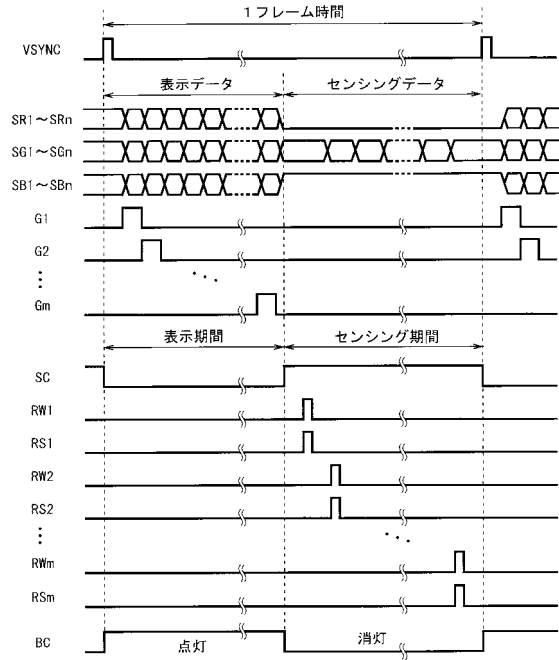 1フレーム時間
VSYNC
表示データ
センシングデータ
SR1～SRn
SG1～SGn
SB1～SBn
G1
G2
⋮
・・・
Gm
表示期間
センシング期間
SC
RW1
RS1
RW2
RS2
⋮
・・・
RWm
RSm
BC
点灯
消灯